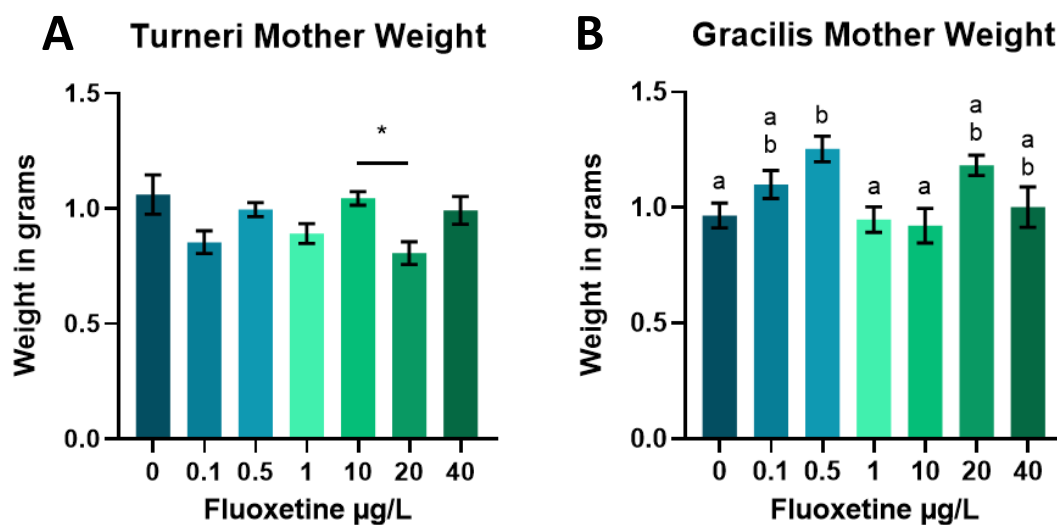 A Turneri Mother Weight
1.5
1.0
0.5
0.0
Weight in grams
*
0 0.1 0.5 1 10 20 40
Fluoxetine µg/L
B Gracilis Mother Weight
1.5
1.0
0.5
0.0
Weight in grams
a b a a
a b a a b b
0 0.1 0.5 1 10 20 40
Fluoxetine µg/L